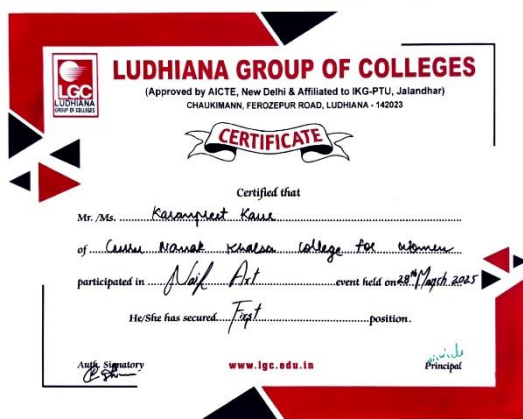 LGC
LUDHIANA
GROUP OF COLLEGES
LUDHIANA GROUP OF COLLEGES
(Approved by AICTE, New Delhi & Affiliated to IKG-PTU, Jalandhar)
CHAUKIMANN, FEROZEPUR ROAD, LUDHIANA - 142023
CERTIFICATE
Certified that
Mr. /Ms. Karanpreet Kaur
of Guru Nanak Khalsa College for Women
participated in Nail Art event held on 28th March 2025
He/She has secured First position.
Auth. Signatory
www.lgc.edu.in
Principal